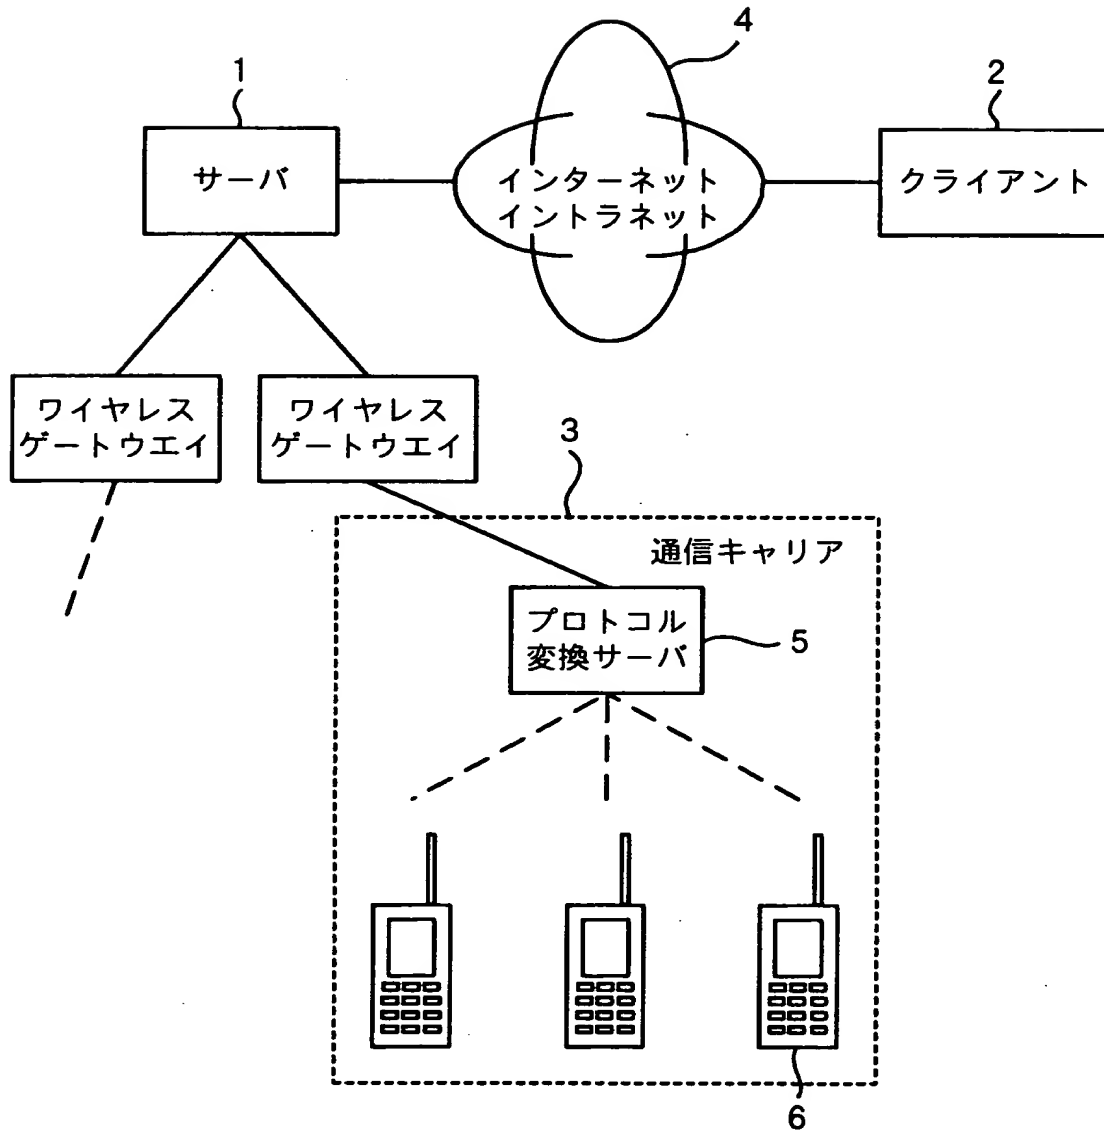 4
1
2
サーバ
インターネット
イントラネット
クライアント
ワイヤレス
ゲートウエイ
ワイヤレス
ゲートウエイ
3
通信キャリア
プロトコル
変換サーバ
5
6